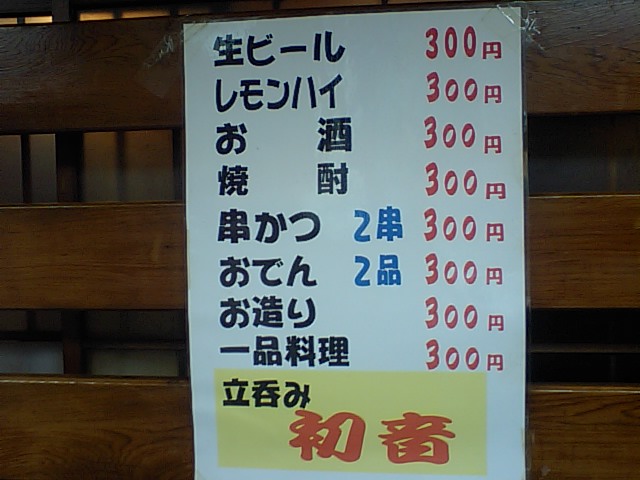 生ビール 300円
レモンハイ 300円
お酒 300円
焼酎 300円
串かつ 2串 300円
おでん 2品 300円
お造り 300円
一品料理 300円
立呑み
初音